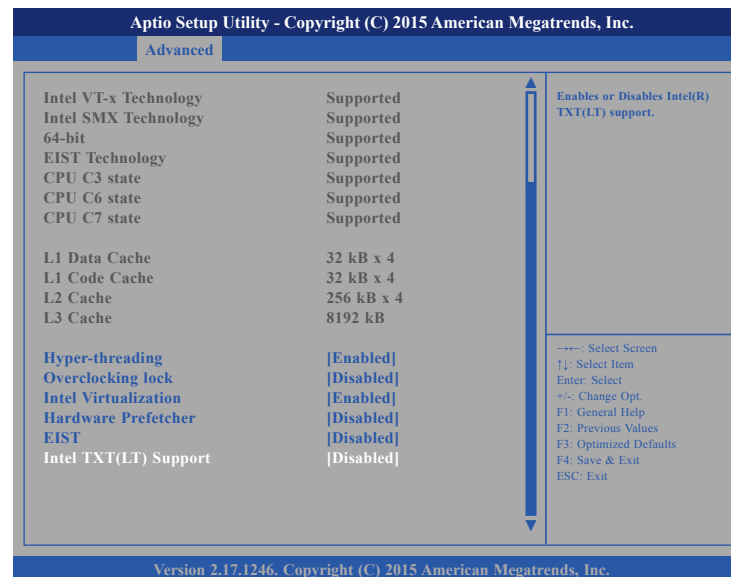 Aptio Setup Utility - Copyright (C) 2015 American Megatrends, Inc.
Advanced
Intel VT-x Technology Supported
Intel SMX Technology Supported
64-bit Supported
EIST Technology Supported
CPU C3 state Supported
CPU C6 state Supported
CPU C7 state Supported
L1 Data Cache 32 kB x 4
L1 Code Cache 32 kB x 4
L2 Cache 256 kB x 4
L3 Cache 8192 kB
Hyper-threading [Enabled]
Overclocking lock [Disabled]
Intel Virtualization [Enabled]
Hardware Prefetcher [Disabled]
EIST [Disabled]
Intel TXT(LT) Support [Disabled]
Enables or Disables Intel(R)
TXT(LT) support.
→←: Select Screen
↑↓: Select Item
Enter: Select
+/-: Change Opt.
F1: General Help
F2: Previous Values
F3: Optimized Defaults
F4: Save & Exit
ESC: Exit
Version 2.17.1246. Copyright (C) 2015 American Megatrends, Inc.